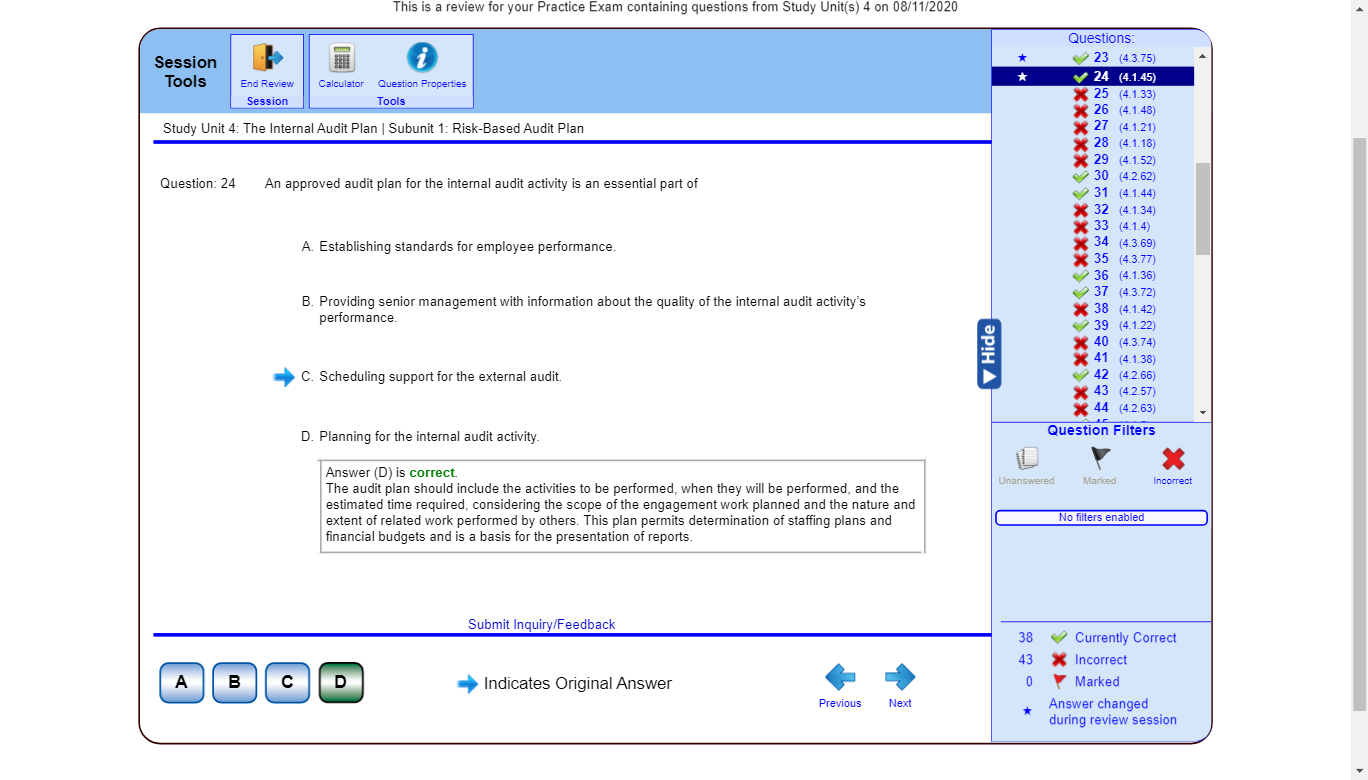 This is a review for your Practice Exam containing questions from Study Unit(s) 4 on 08/11/2020
Session
Tools
End Review
Session
Calculator
Question Properties
Tools
Study Unit 4: The Internal Audit Plan | Subunit 1: Risk-Based Audit Plan
Question: 24 An approved audit plan for the internal audit activity is an essential part of
A. Establishing standards for employee performance.
B. Providing senior management with information about the quality of the internal audit activity's
performance.
C. Scheduling support for the external audit.
D. Planning for the internal audit activity.
Answer (D) is correct.
The audit plan should include the activities to be performed, when they will be performed, and the
estimated time required, considering the scope of the engagement work planned and the nature and
extent of related work performed by others. This plan permits determination of staffing plans and
financial budgets and is a basis for the presentation of reports.
Submit Inquiry/Feedback
A B C D
Indicates Original Answer
Previous
Next
Hide
Questions:
23 (4.3.75)
24 (4.1.45)
25 (4.1.33)
26 (4.1.48)
27 (4.1.21)
28 (4.1.18)
29 (4.1.52)
30 (4.2.62)
31 (4.1.44)
32 (4.1.34)
33 (4.1.4)
34 (4.3.69)
35 (4.3.77)
36 (4.1.36)
37 (4.3.72)
38 (4.1.42)
39 (4.1.22)
40 (4.3.74)
41 (4.1.38)
42 (4.2.66)
43 (4.2.57)
44 (4.2.63)
Question Filters
Unanswered
Marked
Incorrect
No filters enabled
38 Currently Correct
43 Incorrect
0 Marked
Answer changed
during review session